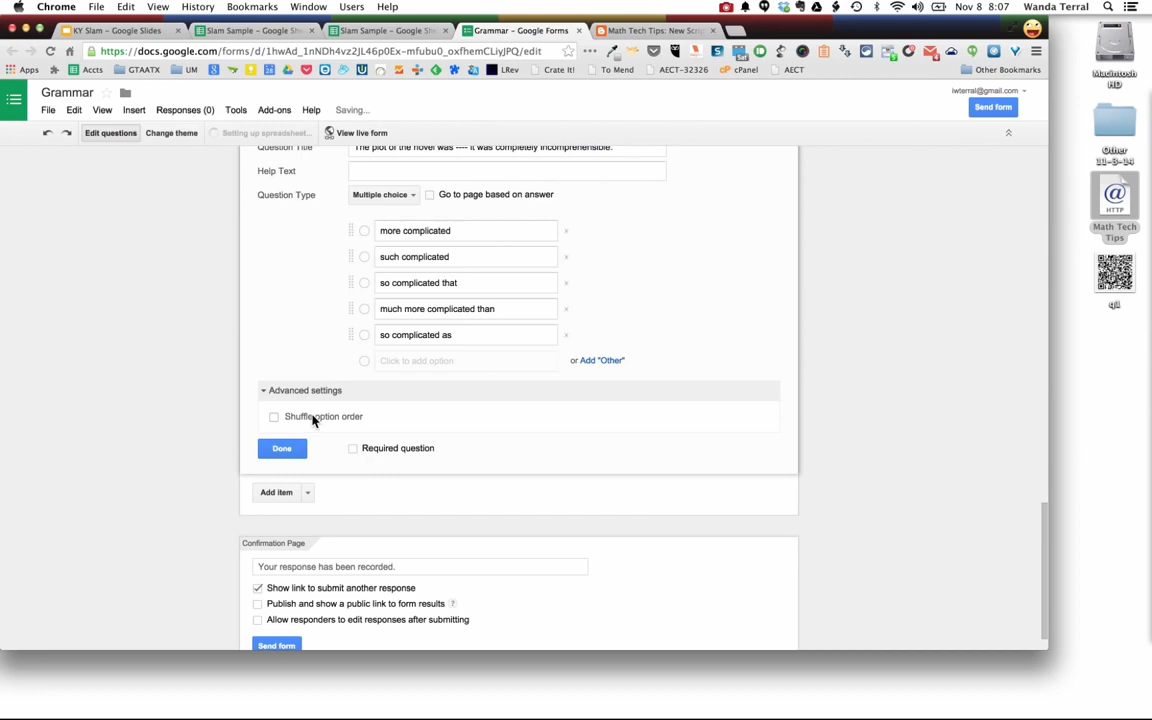 Chrome File Edit View History Bookmarks Window Users Help Nov 8 8:07 Wanda Terral
KY Slam – Google Slides × Slam Sample – Google She × Slam Sample – Google She × Grammar – Google Forms × Math Tech Tips: New Scrip ×
https://docs.google.com/forms/d/1hwAd_1nNDh4vz2JL46p0Ex-mfubu0_oxfhemCLiyJPQ/edit
Apps Accts GTAATX UM LRev Crate It! To Mend AECT-32326 cPanel AECT Other Bookmarks
Macintosh HD
Grammar
iwterral@gmail.com
File Edit View Insert Responses (0) Tools Add-ons Help Saving...
Send form
Edit questions Change theme Setting up spreadsheet... View live form
Question Title The plot of the novel was ---- it was completely incomprehensible.
Other
11-3-14
Help Text
Question Type Multiple choice Go to page based on answer
HTTP
Math Tech
Tips
more complicated
such complicated
so complicated that
q1
much more complicated than
so complicated as
Click to add option or Add "Other"
Advanced settings
Shuffle option order
Done Required question
Add item
Confirmation Page
Your response has been recorded.
Show link to submit another response
Publish and show a public link to form results ?
Allow responders to edit responses after submitting
Send form